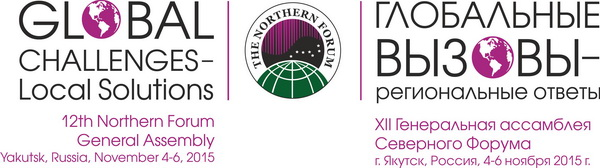 GLOBAL
CHALLENGES–
Local Solutions
12th Northern Forum
General Assembly
Yakutsk, Russia, November 4-6, 2015
THE NORTHERN FORUM
ГЛОБАЛЬНЫЕ
ВЫЗОВЫ–
региональные ответы
XII Генеральная ассамблея
Северного Форума
г. Якутск, Россия, 4-6 ноября 2015 г.